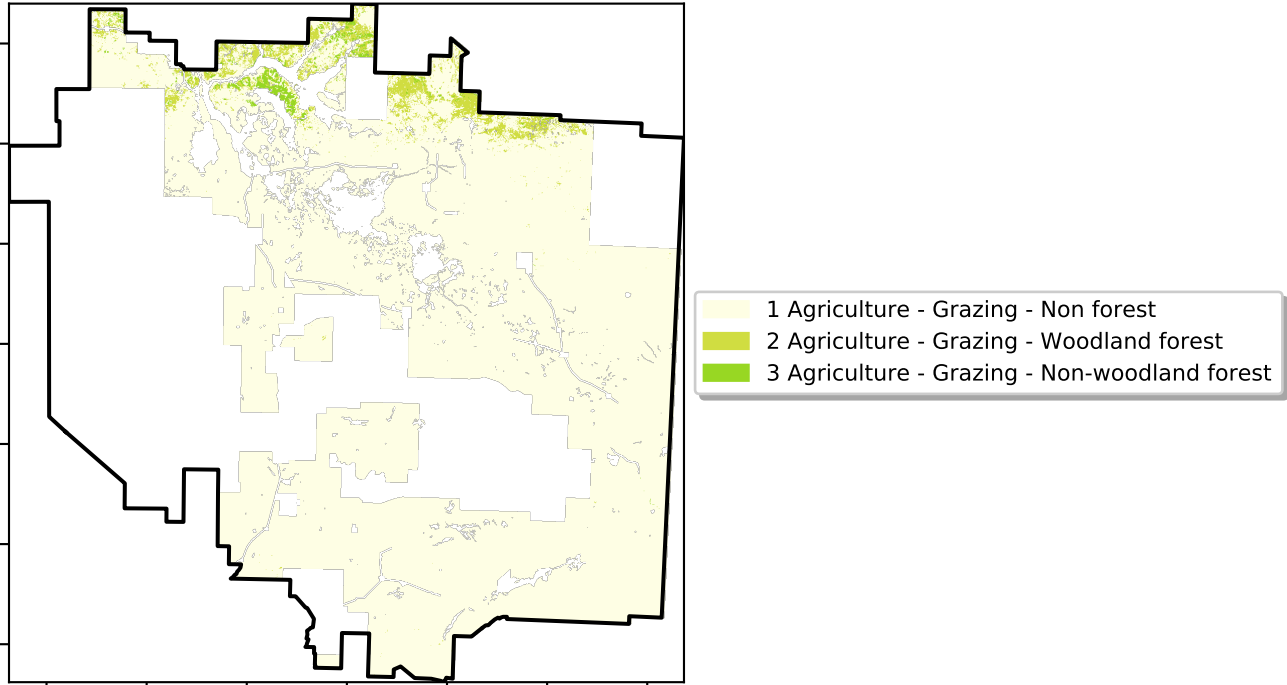 1 Agriculture - Grazing - Non forest
2 Agriculture - Grazing - Woodland forest
3 Agriculture - Grazing - Non-woodland forest